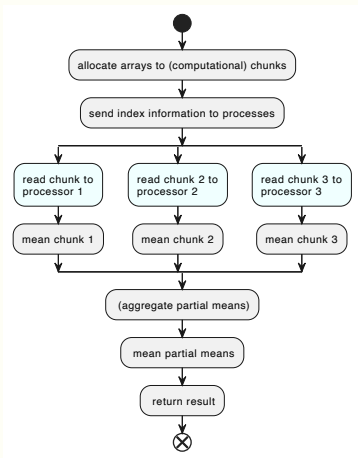 allocate arrays to (computational) chunks
send index information to processes
read chunk to
processor 1
read chunk 2 to
processor 2
read chunk 3 to
processor 3
mean chunk 1
mean chunk 2
mean chunk 3
(aggregate partial means)
mean partial means
return result